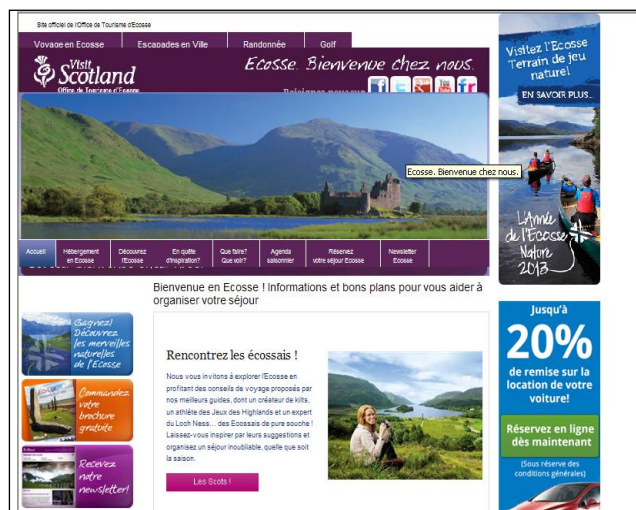 Site officiel de l'Office de Tourisme d'Ecosse
Voyage en Ecosse
Escapades en Ville
Randonnée
Golf
Visit
Scotland
Office de Tourisme d'Ecosse
Ecosse. Bienvenue chez nous.
Ecosse. Bienvenue chez nous.
Accueil
Hébergement
en Ecosse
Découvrez
l'Ecosse
En quête
d'inspiration?
Que faire?
Que voir?
Agenda
saisonnier
Réservez
votre séjour Ecosse
Newsletter
Ecosse
Bienvenue en Ecosse ! Informations et bons plans pour vous aider à
organiser votre séjour
Gagnez!
Découvrez
les merveilles
naturelles
de l'Ecosse
Commandez
votre
brochure
gratuite
Recevez
notre
newsletter!
Rencontrez les écossais !
Nous vous invitons à explorer l'Ecosse en
profitant des conseils de voyage proposés par
nos meilleurs guides, dont un créateur de kilts,
un athlète des Jeux des Highlands et un expert
du Loch Ness... des Ecossais de pure souche !
Laissez-vous inspirer par leurs suggestions et
organisez un séjour inoubliable, quelle que soit
la saison.
Les Scots !
Visitez l'Ecosse
Terrain de jeu
naturel
EN SAVOIR PLUS...
L'Année
de l'Ecosse
Nature
2013
Jusqu'à
20%
de remise sur la
location de votre
voiture!
Réservez en ligne
dès maintenant
(Sous réserve des
conditions générales)